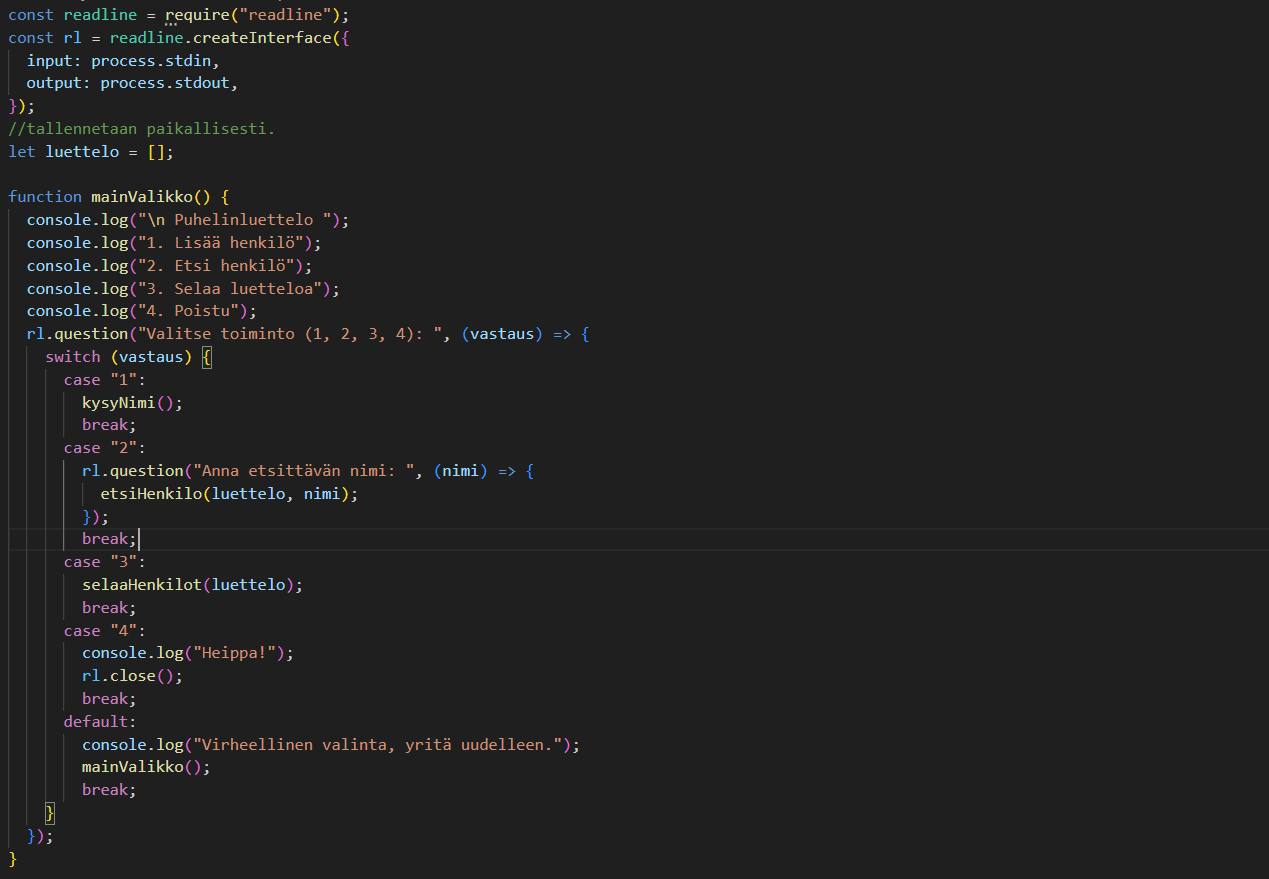 const readline = require("readline");
const rl = readline.createInterface({
  input: process.stdin,
  output: process.stdout,
});
//tallennetaan paikallisesti.
let luettelo = [];

function mainValikko() {
  console.log("\n Puhelinluettelo ");
  console.log("1. Lisää henkilö");
  console.log("2. Etsi henkilö");
  console.log("3. Selaa luetteloa");
  console.log("4. Poistu");
  rl.question("Valitse toiminto (1, 2, 3, 4): ", (vastaus) => {
    switch (vastaus) {
      case "1":
        kysyNimi();
        break;
      case "2":
        rl.question("Anna etsittävän nimi: ", (nimi) => {
          etsiHenkilo(luettelo, nimi);
        });
        break;
      case "3":
        selaaHenkilot(luettelo);
        break;
      case "4":
        console.log("Heippa!");
        rl.close();
        break;
      default:
        console.log("Virheellinen valinta, yritä uudelleen.");
        mainValikko();
        break;
    }
  });
}